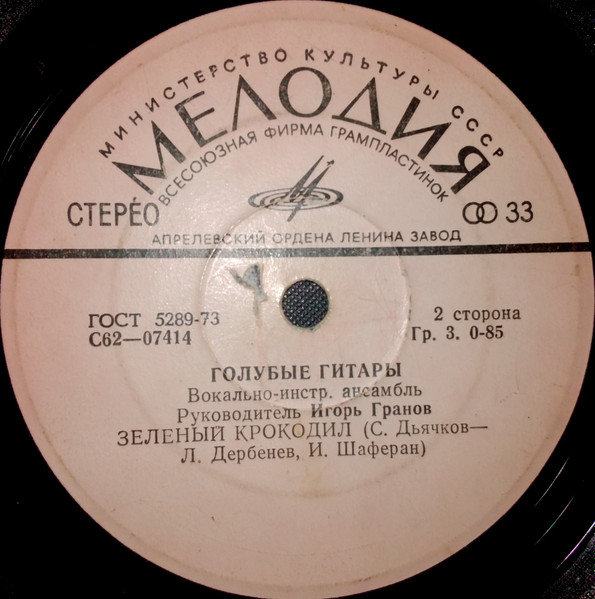 МИНИСТЕРСТВО КУЛЬТУРЫ СССР
МЕЛОДИЯ
ВСЕСОЮЗНАЯ ФИРМА ГРАМПЛАСТИНОК
СТЕРЕО
33
АПРЕЛЕВСКИЙ ОРДЕНА ЛЕНИНА ЗАВОД
ГОСТ 5289-73
2 сторона
С62—07414
Гр. 3. 0-85
ГОЛУБЫЕ ГИТАРЫ
Вокально-инстр. ансамбль
Руководитель Игорь Гранов
ЗЕЛЕНЫЙ КРОКОДИЛ (С. Дьячков—
Л. Дербенев, И. Шаферан)